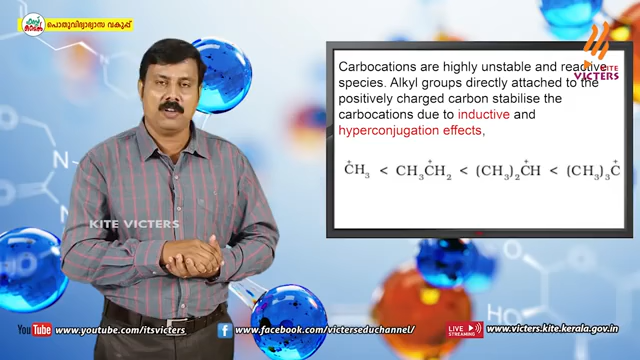 പൊതുവിദ്യാഭ്യാസ വകുപ്പ്
Carbocations are highly unstable and reactive
species. Alkyl groups directly attached to the
positively charged carbon stabilise the
carbocations due to inductive and
hyperconjugation effects,
C⁺H₃ < CH₃C⁺H₂ < (CH₃)₂C⁺H < (CH₃)₃C⁺
KITE
VICTERS
KITE VICTERS
YouTube www.youtube.com/itsvicters
f www.facebook.com/victerseduchannel/
LIVE STREAMING
www.victers.kite.kerala.gov.in